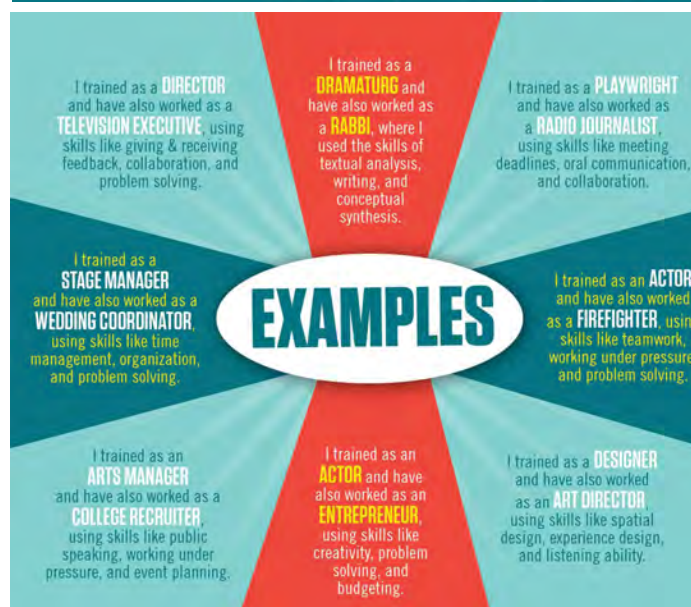 I trained as a DIRECTOR
and have also worked as a
TELEVISION EXECUTIVE, using
skills like giving & receiving
feedback, collaboration, and
problem solving.
I trained as a
DRAMATURG and
have also worked as
a RABBI, where I
used the skills of
textual analysis,
writing, and
conceptual
synthesis.
I trained as a PLAYWRIGHT
and have also worked as
a RADIO JOURNALIST,
using skills like meeting
deadlines, oral communication,
and collaboration.
I trained as a
STAGE MANAGER
and have also worked as a
WEDDING COORDINATOR,
using skills like time
management, organization,
and problem solving.
EXAMPLES
I trained as an ACTOR
and have also worked
as a FIREFIGHTER, usin
skills like teamwork,
working under pressure
and problem solving.
I trained as an
ARTS MANAGER
and have also worked as a
COLLEGE RECRUITER,
using skills like public
speaking, working under
pressure, and event planning.
I trained as an
ACTOR and have
also worked as an
ENTREPRENEUR,
using skills like
creativity, problem
solving, and
budgeting.
I trained as a DESIGNER
and have also worked
as an ART DIRECTOR,
using skills like spatial
design, experience design,
and listening ability.